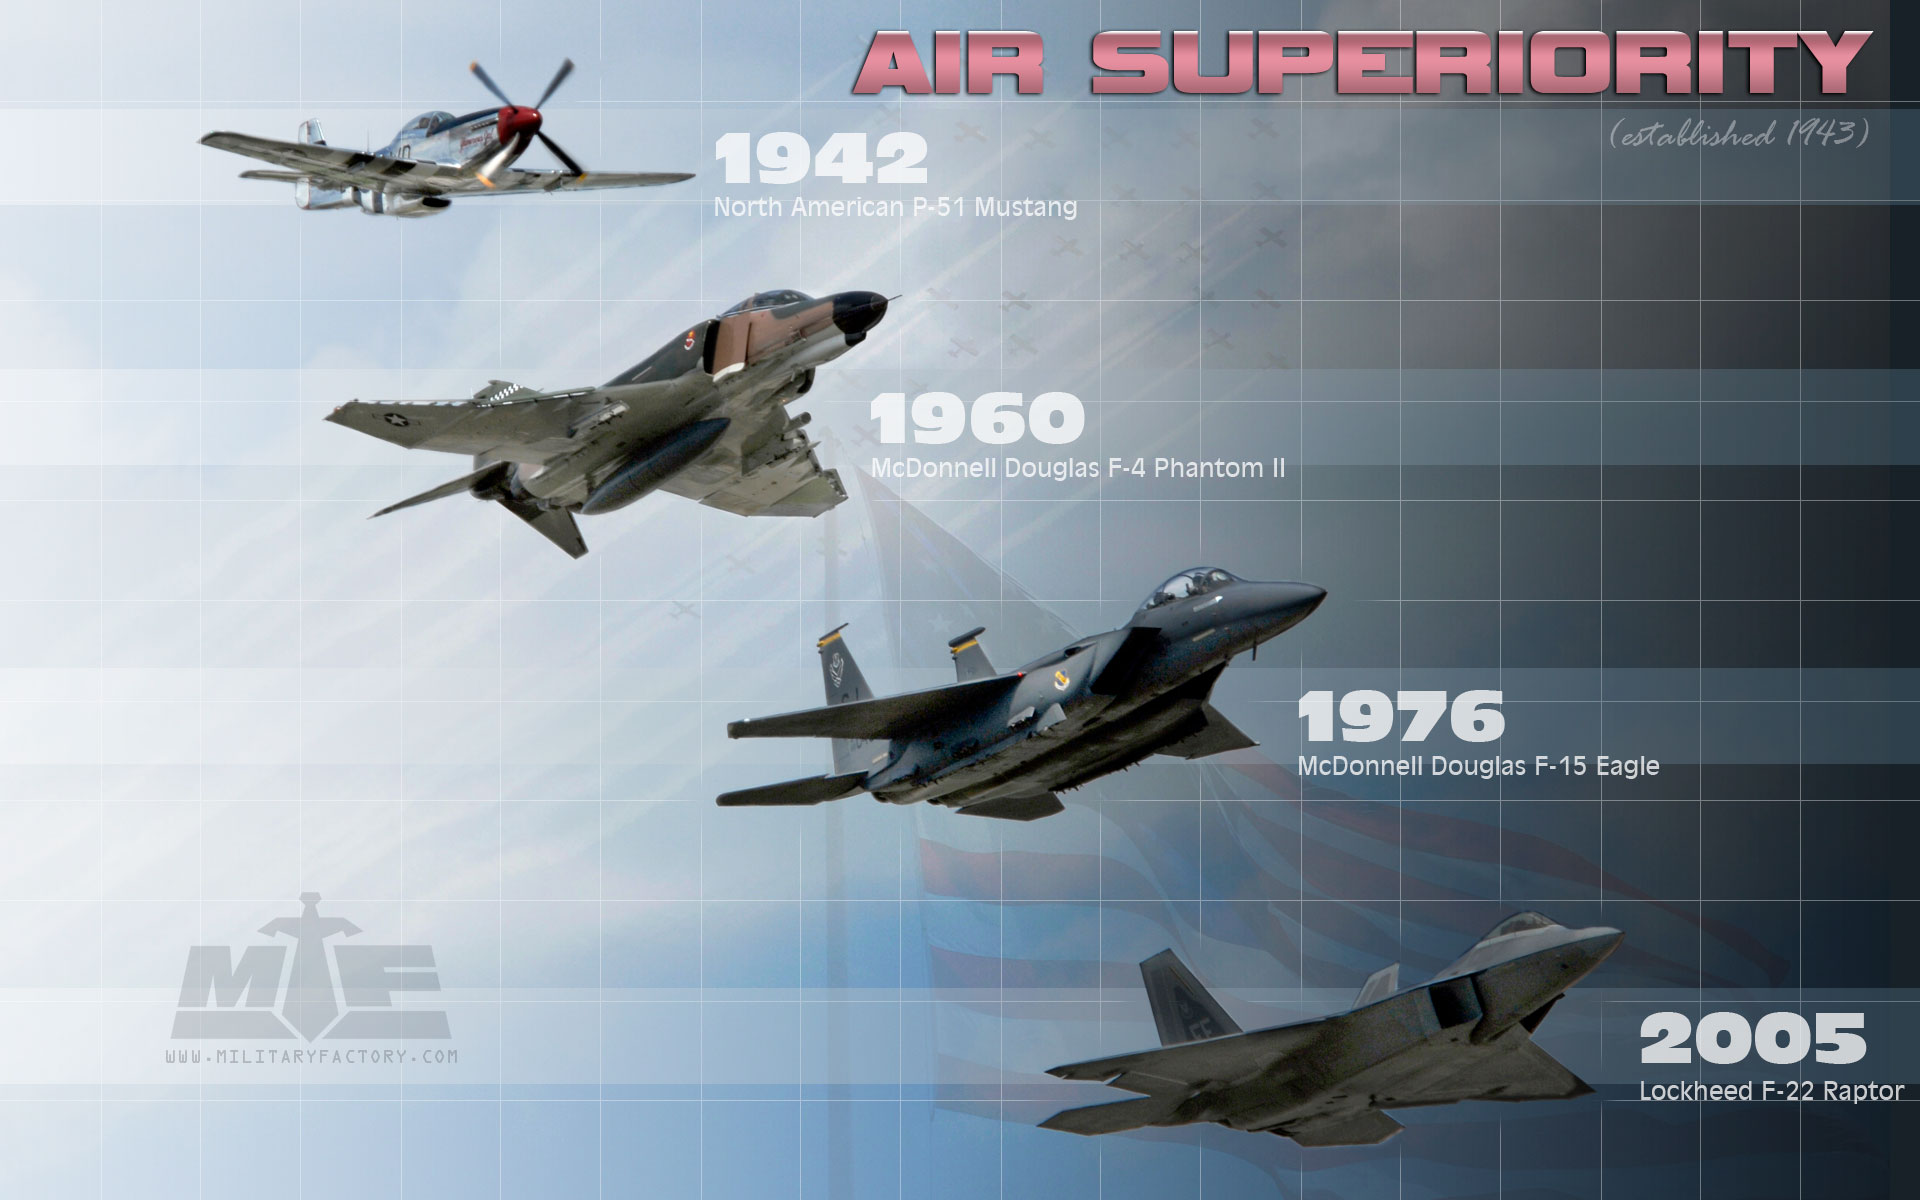 AIR SUPERIORITY
(established 1943)
1942
North American P-51 Mustang
1960
McDonnell Douglas F-4 Phantom II
1976
McDonnell Douglas F-15 Eagle
2005
Lockheed F-22 Raptor
MF
WWW.MILITARYFACTORY.COM